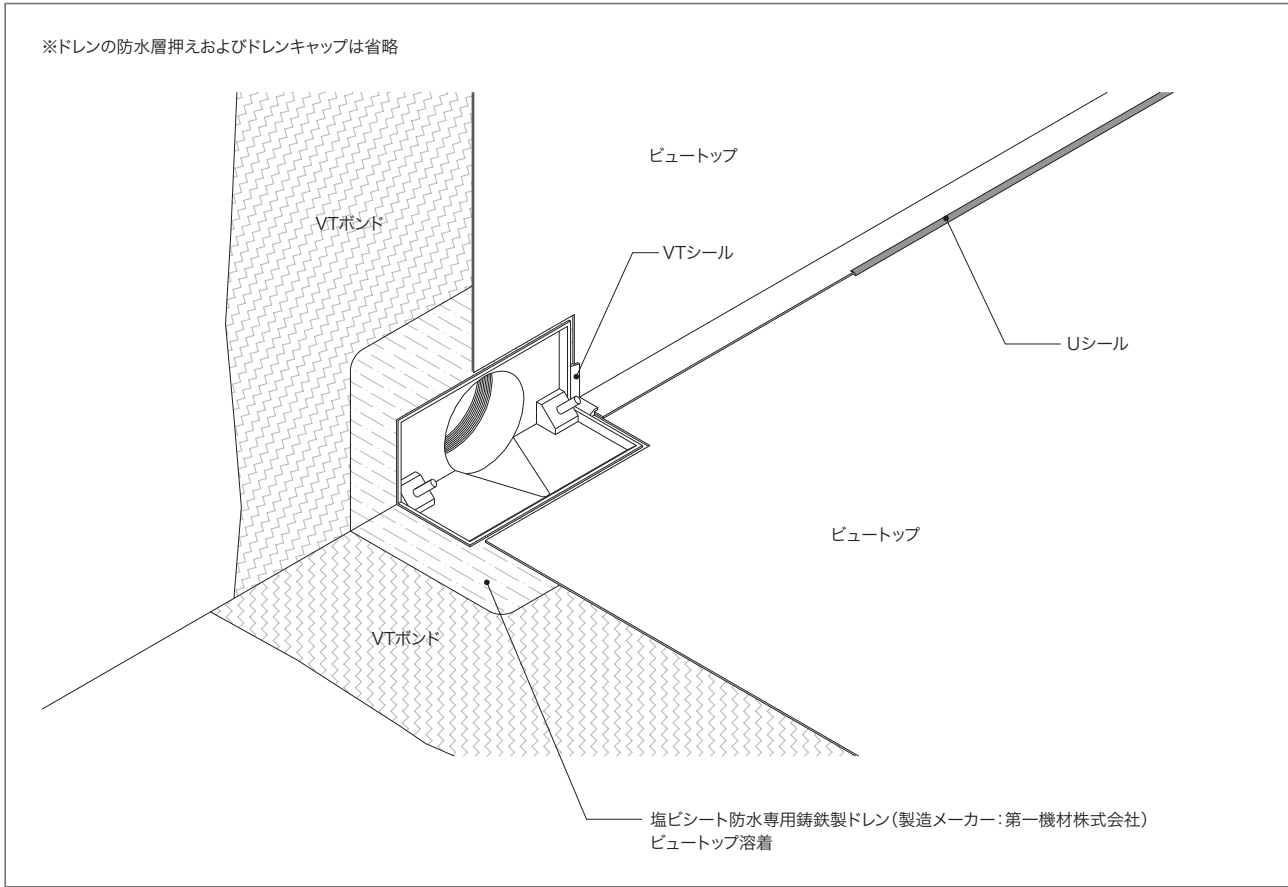 ※ドレンの防水層押えおよびドレンキャップは省略
ビュートップ
VTボンド
VTシール
Uシール
ビュートップ
VTボンド
塩ビシート防水専用鋳鉄製ドレン(製造メーカー:第一機材株式会社)
ビュートップ溶着